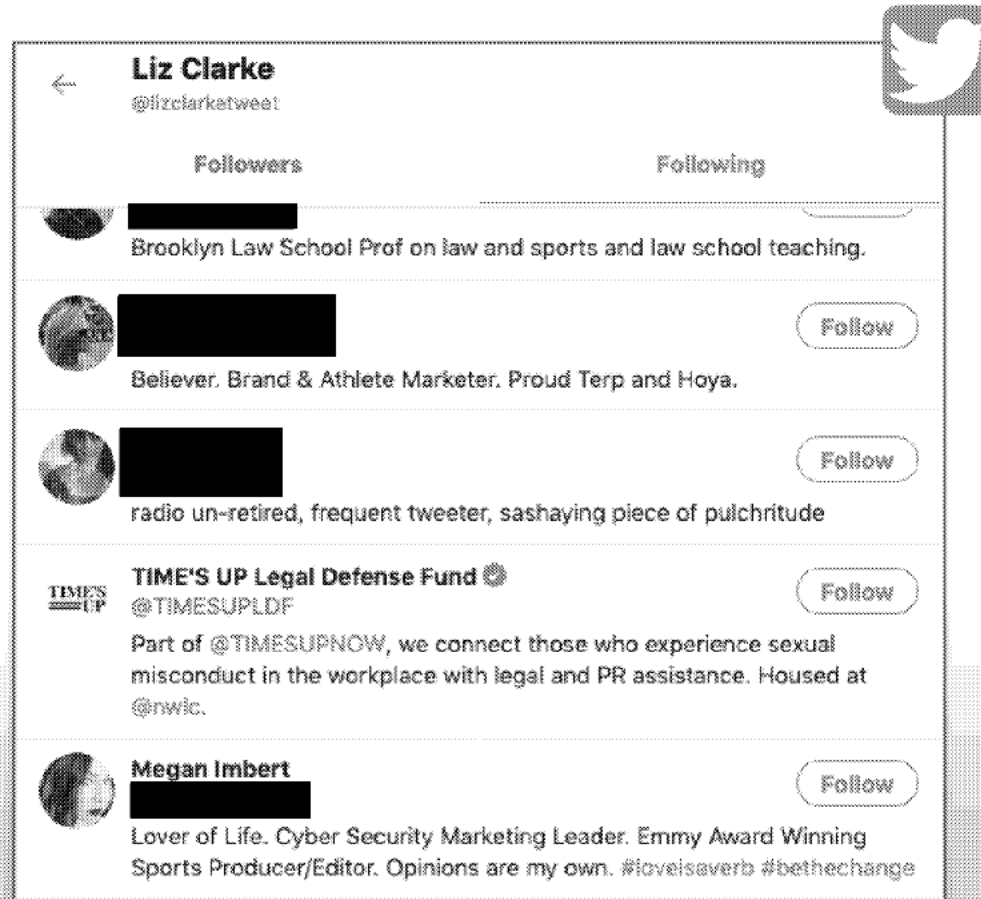 Liz Clarke
@lizclarketweet
Followers
Following
Brooklyn Law School Prof on law and sports and law school teaching.
Follow
Believer. Brand & Athlete Marketer. Proud Terp and Hoya.
Follow
radio un-retired, frequent tweeter, sashaying piece of pulchritude
TIME'S UP Legal Defense Fund
TIME'S
UP
@TIMESUPLDF
Follow
Part of @TIMESUPNOW, we connect those who experience sexual
misconduct in the workplace with legal and PR assistance. Housed at
@nwlc.
Megan Imbert
Follow
Lover of Life. Cyber Security Marketing Leader. Emmy Award Winning
Sports Producer/Editor. Opinions are my own. #loveisaverb #bethechange